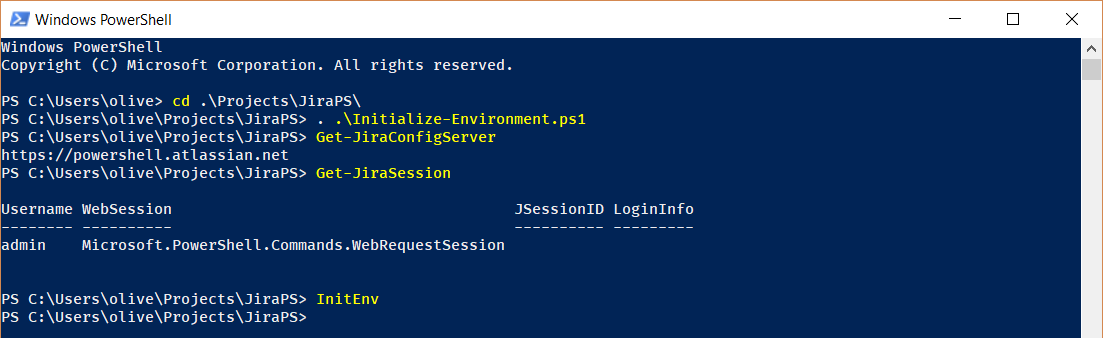 Windows PowerShell
Windows PowerShell
Copyright (C) Microsoft Corporation. All rights reserved.
PS C:\Users\olive> cd .\Projects\JiraPS\
PS C:\Users\olive\Projects\JiraPS> . .\Initialize-Environment.ps1
PS C:\Users\olive\Projects\JiraPS> Get-JiraConfigServer
https://powershell.atlassian.net
PS C:\Users\olive\Projects\JiraPS> Get-JiraSession
Username WebSession                                      JSessionID LoginInfo
-------- ----------                                      ---------- ---------
admin    Microsoft.PowerShell.Commands.WebRequestSession
PS C:\Users\olive\Projects\JiraPS> InitEnv
PS C:\Users\olive\Projects\JiraPS>